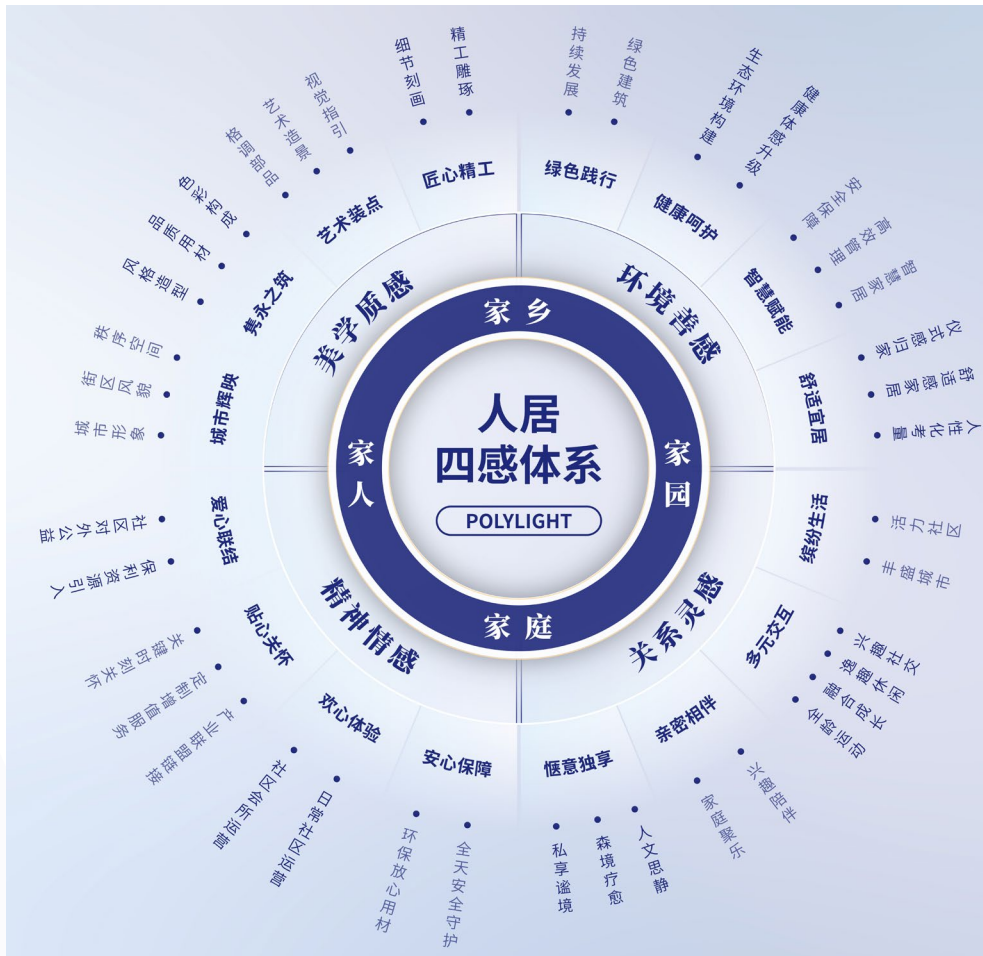 人居
四感体系
POLYLIGHT
家乡
家园
家庭
家人
环境善感
绿色践行
持续发展
绿色建筑
健康呵护
生态环境构建
健康体感升级
智慧赋能
安全保障
高效管理
智慧家居
舒适宜居
仪式感归家
舒适感家居
人性化考量
关系灵感
缤纷生活
活力社区
丰盛城市
多元交互
兴趣社交
逸趣休闲
融合成长
全龄运动
亲密相伴
兴趣陪伴
家庭聚乐
惬意独享
人文思静
森境疗愈
私享谧境
精神情感
安心保障
全天安全守护
环保放心用材
欢心体验
日常社区运营
社区会所运营
贴心关怀
产业联盟链接
定制增值服务
关键时刻关怀
爱心联结
保利资源引入
社区对外公益
美学质感
城市辉映
城市形象
街区风貌
秩序空间
隽永之筑
风格造型
品质用材
色彩构成
艺术装点
格调部品
艺术造景
视觉指引
匠心精工
细节刻画
精工雕琢